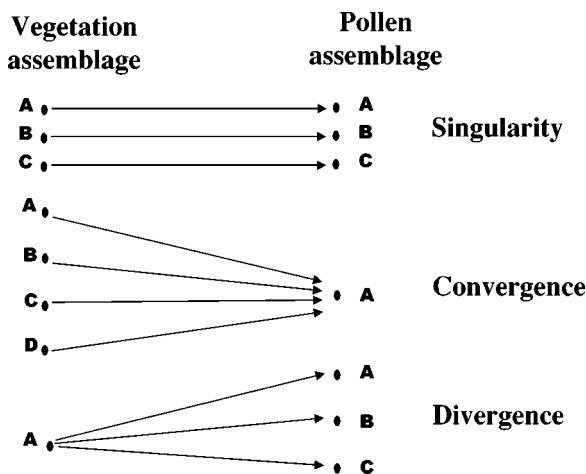 Vegetation assemblage
Pollen assemblage
A A
B B Singularity
C C
A
B
C A Convergence
D
A
A B Divergence
C